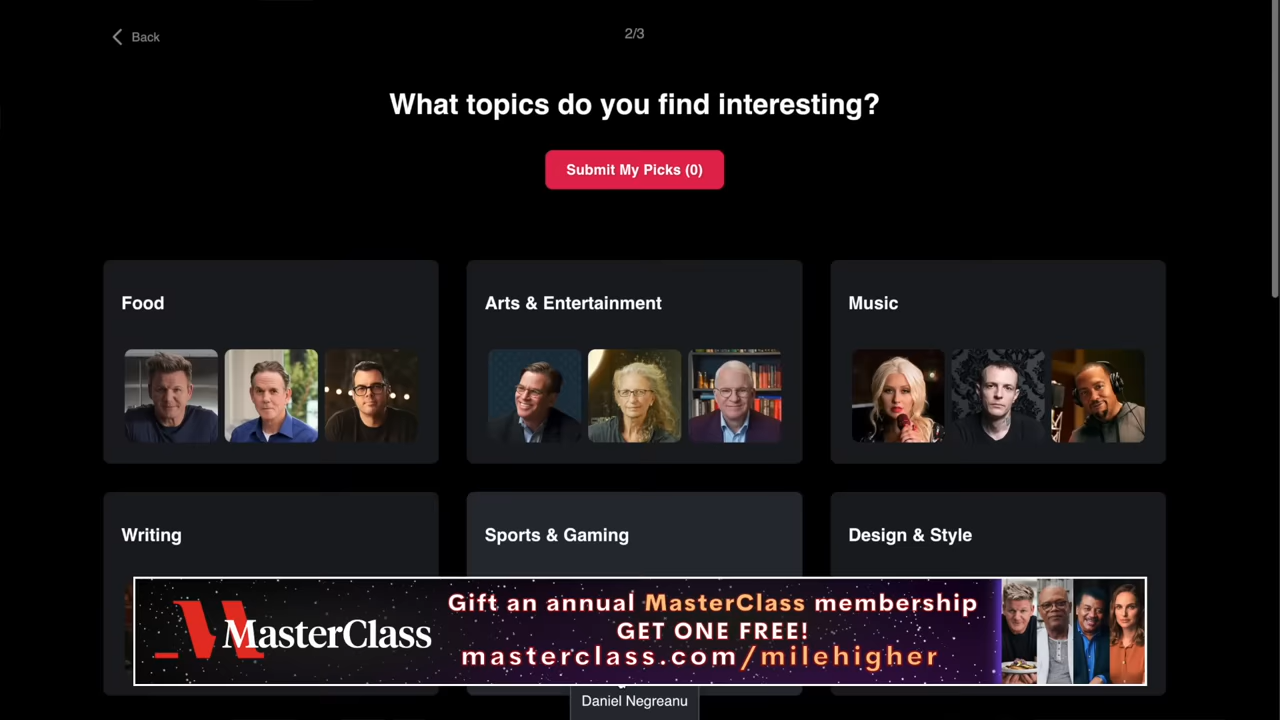 Back
2/3
What topics do you find interesting?
Submit My Picks (0)
Food
Arts & Entertainment
Music
Writing
Sports & Gaming
Design & Style
MasterClass
Gift an annual MasterClass membership
GET ONE FREE!
masterclass.com/milehigher
Daniel Negreanu